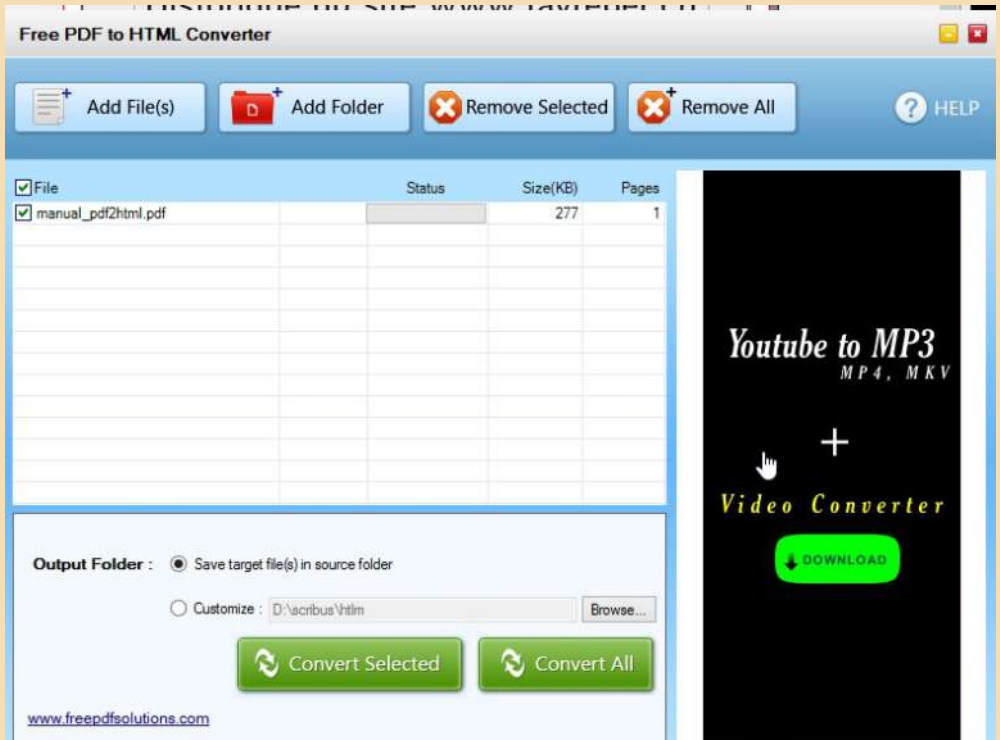 Free PDF to HTML Converter
Add File(s) Add Folder Remove Selected Remove All ? HELP
File Status Size(KB) Pages
manual_pdf2html.pdf 277 1
Youtube to MP3
MP4, MKV
+
Video Converter
DOWNLOAD
Output Folder : Save target file(s) in source folder
Customize : D:\scribus\htlm Browse...
Convert Selected Convert All
www.freepdfsolutions.com